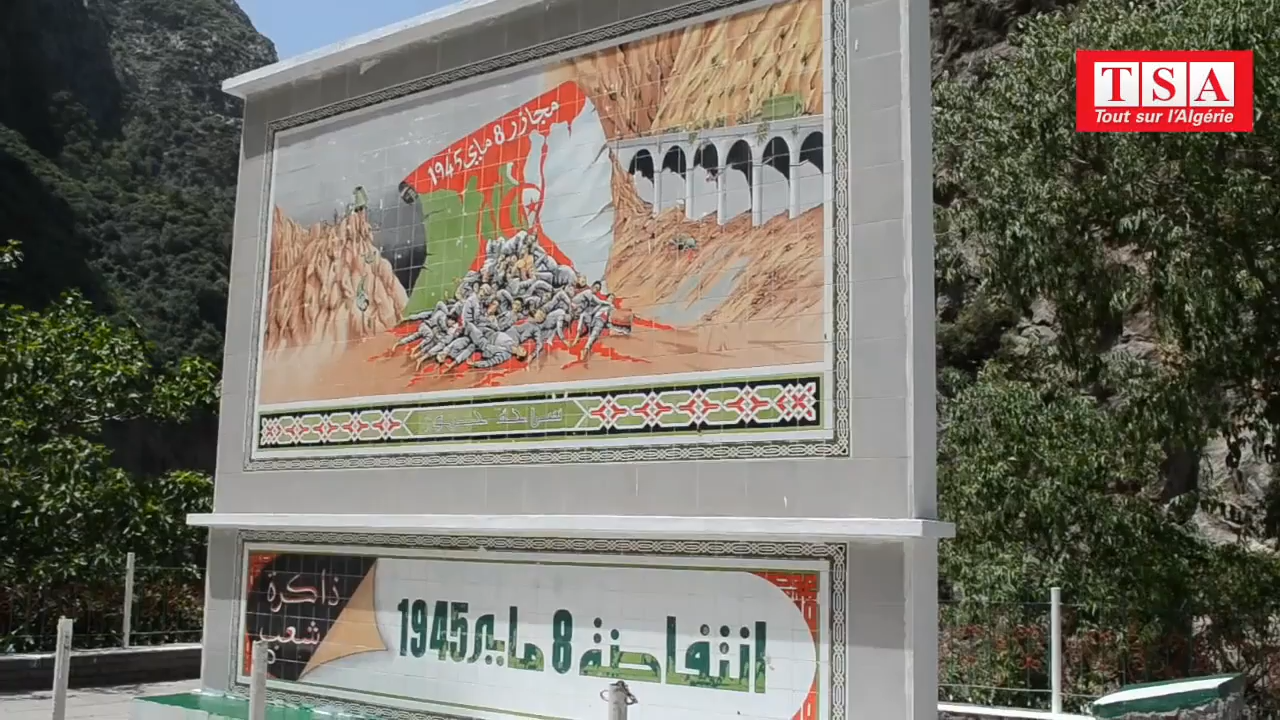 TSA
Tout sur l'Algérie
مجازر 8 ماي 1945
ذاكرة
شعب
انتفاضة 8 ماي 1945